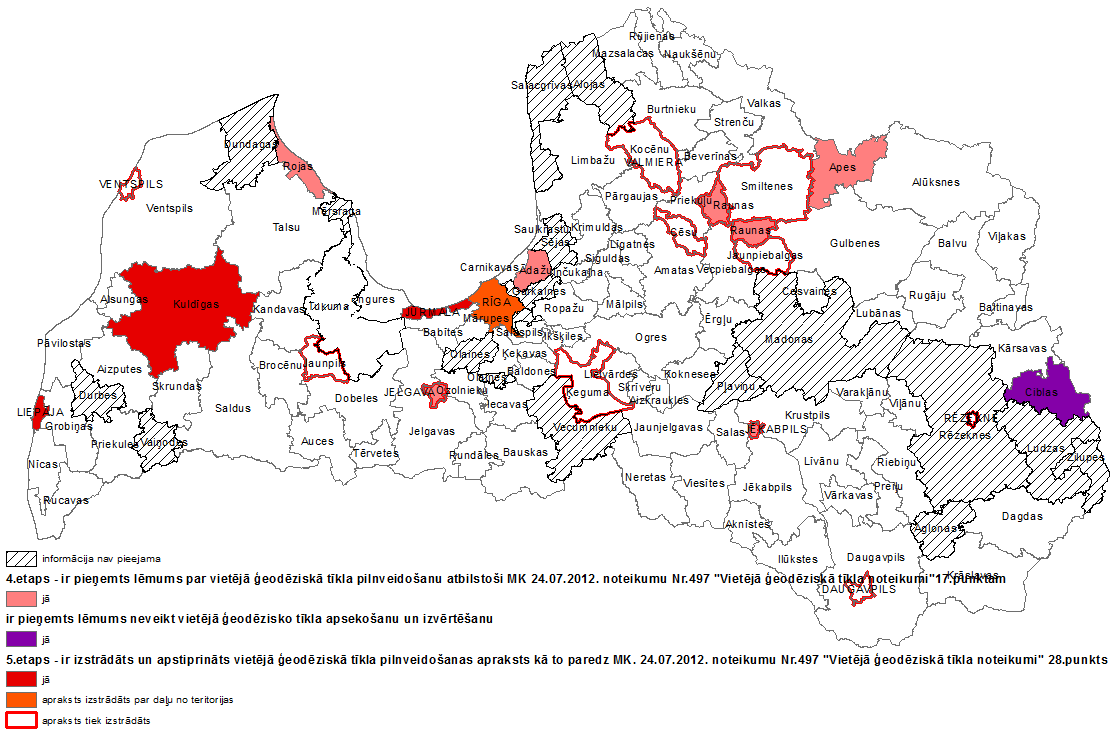 Rūjienas
Mazsalacas
Naukšēnu
Salacgrīvas
Alojas
Burtnieku
Valkas
Strenču
Dundagas
Kocēnu
Limbažu
VALMIERA
Beverīnas
Rojas
Apes
VENTSPILS
Smiltenes
Alūksnes
Ventspils
Mērsraga
Pārgaujas
Priekuļu
Raunas
Talsu
Saulkrastu
Krimuldas
Cēsu
Raunas
Sējas
Līgatnes
Gulbenes
Balvu
Viļakas
Siguldas
Jaunpiebalgas
Carnikavas
Ādažu
Inčukalna
Amatas
Vecpiebalgas
Alsungas
Kuldīgas
Garkalnes
Cesvaines
Rugāju
Kandavas
Tukuma
Engures
RĪGA
JŪRMALA
Ropažu
Mālpils
Baltinavas
Mārupes
Ērgļu
Lubānas
Pāvilostas
Babītes
Salaspils
Ikšķiles
Ogres
Madonas
Kārsavas
Aizputes
Brocēnu
Jaunpils
Olaines
Ķekavas
Skrundas
Baldones
Lielvārdes
Kokneses
Pļaviņu
Durbes
Dobeles
JELGAVA
Ozolnieku
Olaines
Ķeguma
Skrīveru
Varakļānu
Ciblas
LIEPĀJA
Saldus
Iecavas
Aizkraukles
Viļānu
Grobiņas
Krustpils
RĒZEKNE
Vecumnieku
Jaunjelgavas
Salas
JĒKABPILS
Rēzeknes
Priekules
Vaiņodes
Auces
Jelgavas
Ludzas
Nīcas
Tērvetes
Rundāles
Bauskas
Zilupes
Līvānu
Riebiņu
Neretas
Viesītes
Jēkabpils
Preiļu
Rucavas
Vārkavas
Dagdas
Aknīstes
Aglonas
informācija nav pieejama
Ilūkstes
Daugavpils
4.etaps - ir pieņemts lēmums par vietējā ģeodēziskā tīkla pilnveidošanu atbilstoši MK 24.07.2012. noteikumu Nr.497 "Vietējā ģeodēziskā tīkla noteikumi"17.punktam
Krāslavas
DAUGAVPILS
jā
ir pieņemts lēmums neveikt vietējā ģeodēzisko tīkla apsekošanu un izvērtēšanu
jā
5.etaps - ir izstrādāts un apstiprināts vietējā ģeodēziskā tīkla pilnveidošanas apraksts kā to paredz MK. 24.07.2012. noteikumu Nr.497 "Vietējā ģeodēziskā tīkla noteikumi" 28.punkts
jā
apraksts izstrādāts par daļu no teritorijas
apraksts tiek izstrādāts